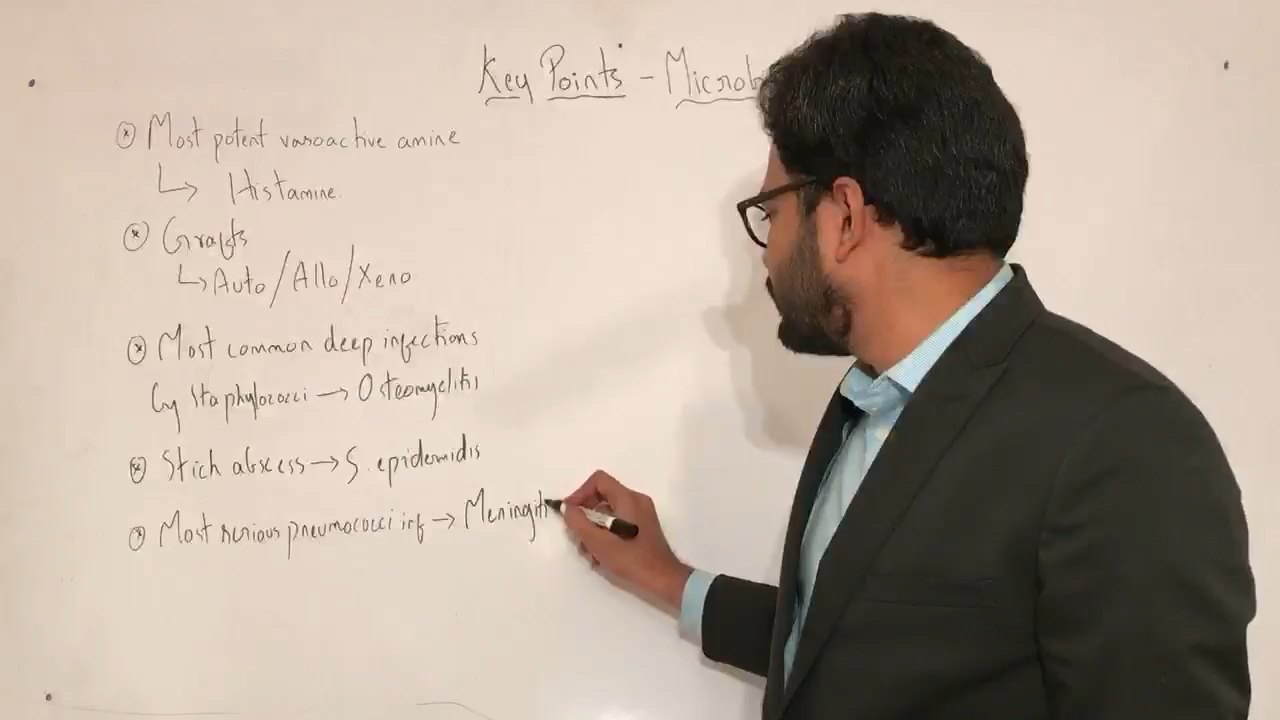 Key Points - Microb
Most potent vasoactive amine
↳ Histamine.
Grafts
↳ Auto/Allo/Xeno
Most common deep infections
by staphylococci → Osteomyelitis
Stich abscess → S. epidermidis
Most serious pneumococci inf → Meningiti